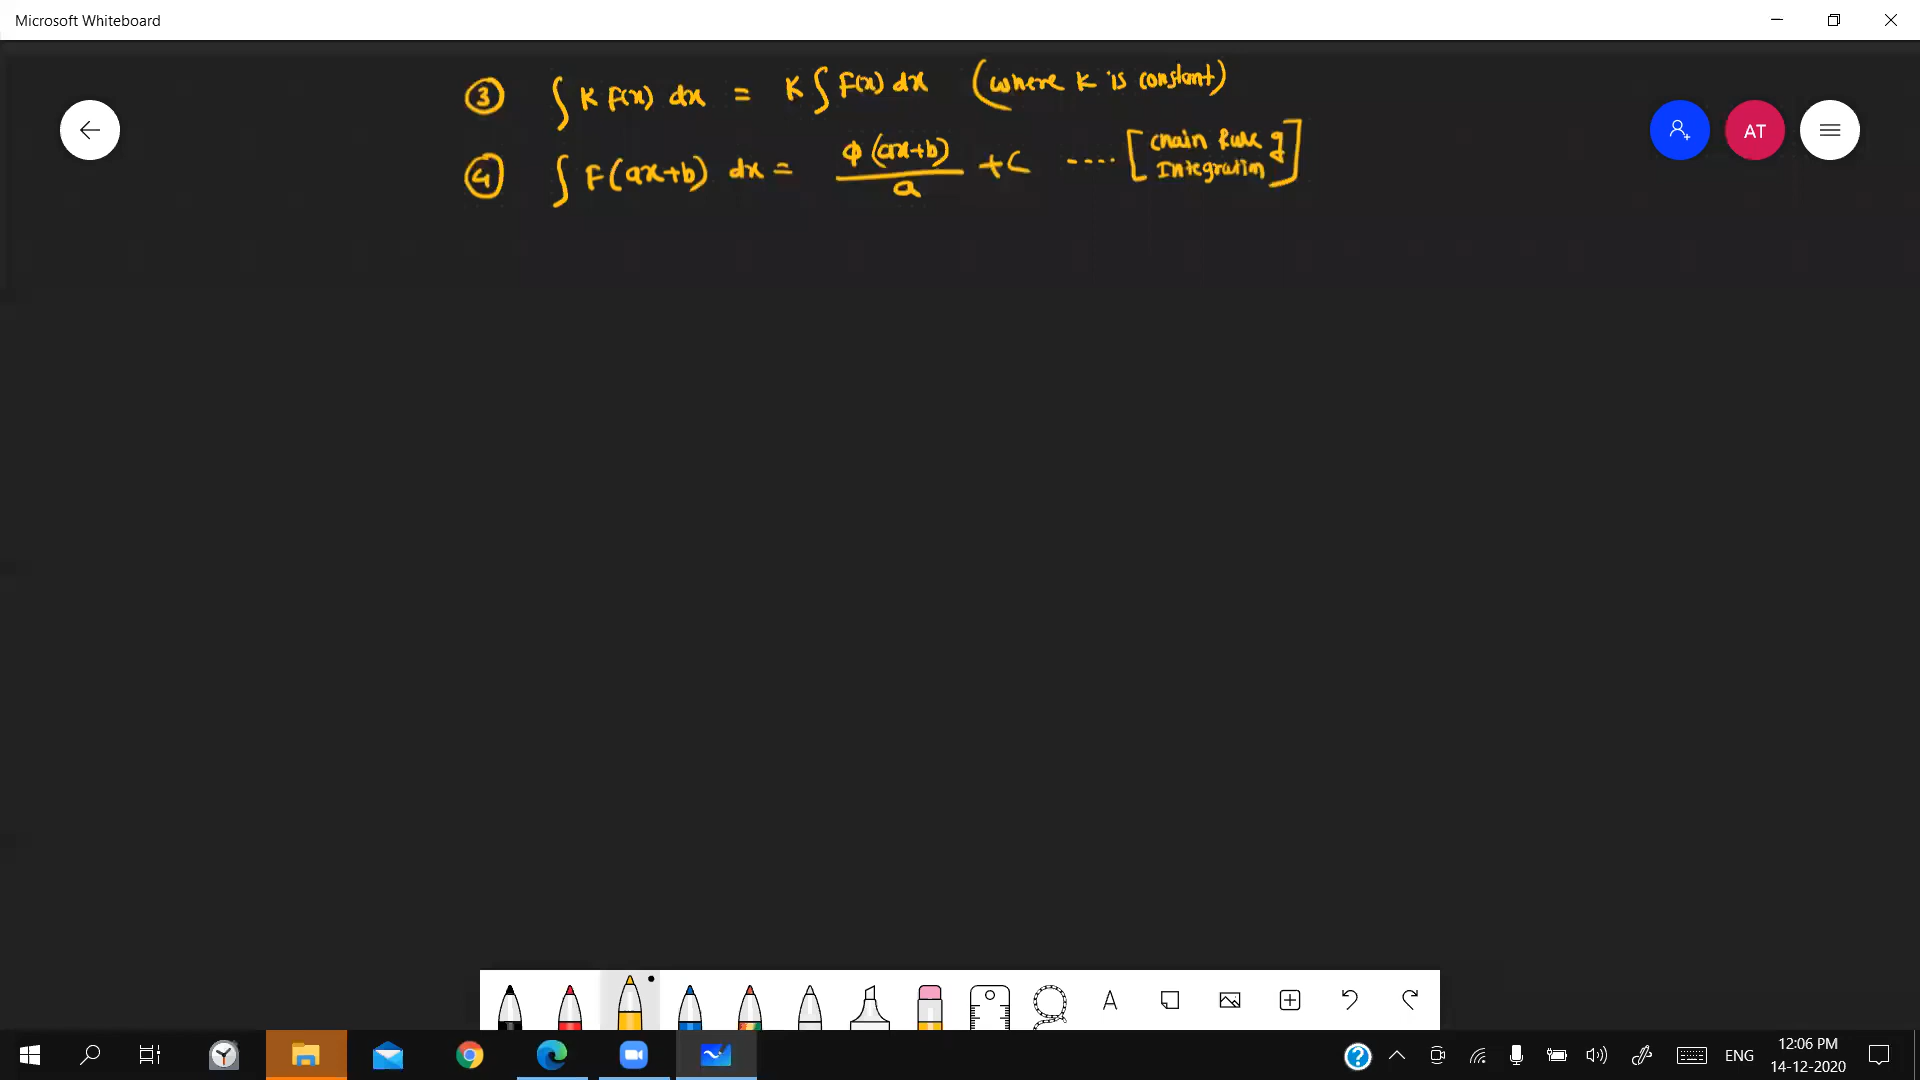 Microsoft Whiteboard
③ ∫ K F(x) dx = K ∫ F(x) dx (where K is constant)
AT
④ ∫ F(ax+b) dx = Φ(ax+b)/a + C ---- [Chain Rule of Integration]
A
ENG
12:06 PM
14-12-2020